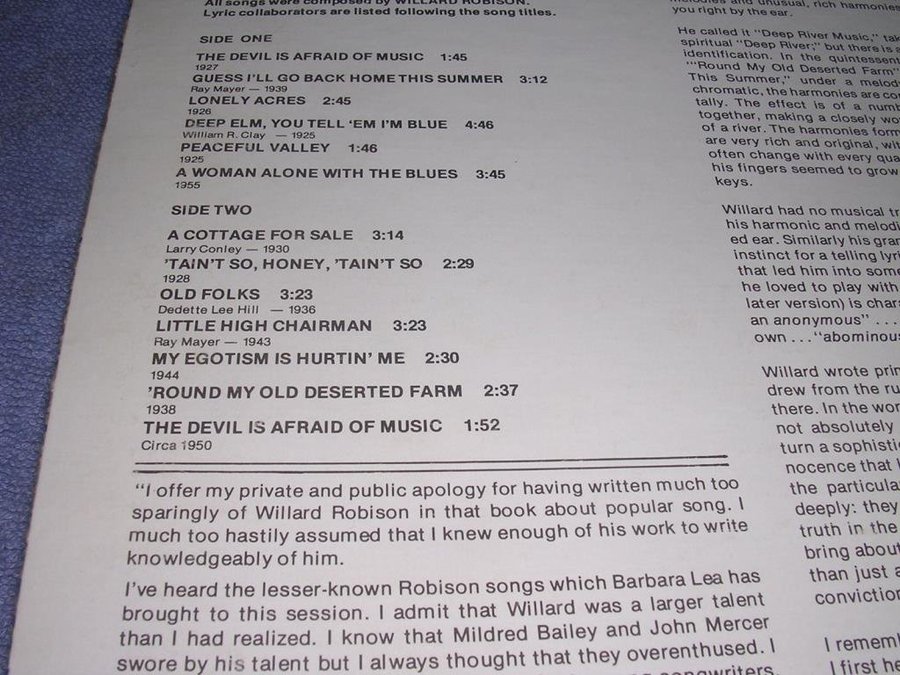 All songs were composed by WILLARD ROBISON.
Lyric collaborators are listed following the song titles.
SIDE ONE
THE DEVIL IS AFRAID OF MUSIC 1:45
1927
GUESS I'LL GO BACK HOME THIS SUMMER 3:12
Ray Mayer — 1939
LONELY ACRES 2:45
1926
DEEP ELM, YOU TELL 'EM I'M BLUE 4:46
William R. Clay — 1925
PEACEFUL VALLEY 1:46
1925
A WOMAN ALONE WITH THE BLUES 3:45
1955
SIDE TWO
A COTTAGE FOR SALE 3:14
Larry Conley — 1930
'TAIN'T SO, HONEY, 'TAIN'T SO 2:29
1928
OLD FOLKS 3:23
Dedette Lee Hill — 1936
LITTLE HIGH CHAIRMAN 3:23
Ray Mayer — 1943
MY EGOTISM IS HURTIN' ME 2:30
1944
'ROUND MY OLD DESERTED FARM 2:37
1938
THE DEVIL IS AFRAID OF MUSIC 1:52
Circa 1950
"I offer my private and public apology for having written much too
sparingly of Willard Robison in that book about popular song. I
much too hastily assumed that I knew enough of his work to write
knowledgeably of him.
I've heard the lesser-known Robison songs which Barbara Lea has
brought to this session. I admit that Willard was a larger talent
than I had realized. I know that Mildred Bailey and John Mercer
swore by his talent but I always thought that they overenthused. I
songwriters,
and unusual, rich harmonies
you right by the ear.
He called it "Deep River Music," tak
spiritual "Deep River;" but there is a
identification. In the quintessent
"'Round My Old Deserted Farm"
This Summer," under a melod
chromatic, the harmonies are con
tally. The effect is of a numb
together, making a closely wo
of a river. The harmonies form
are very rich and original, wit
often change with every qua
his fingers seemed to grow
keys.
Willard had no musical tr
his harmonic and melodi
ed ear. Similarly his gran
instinct for a telling lyri
that led him into some
he loved to play with
later version) is char
an anonymous" . . .
own . . . "abominous
Willard wrote prin
drew from the ru
there. In the wor
not absolutely
turn a sophistic
nocence that
the particula
deeply: they
truth in the
bring about
than just a
conviction
I rememb
I first he